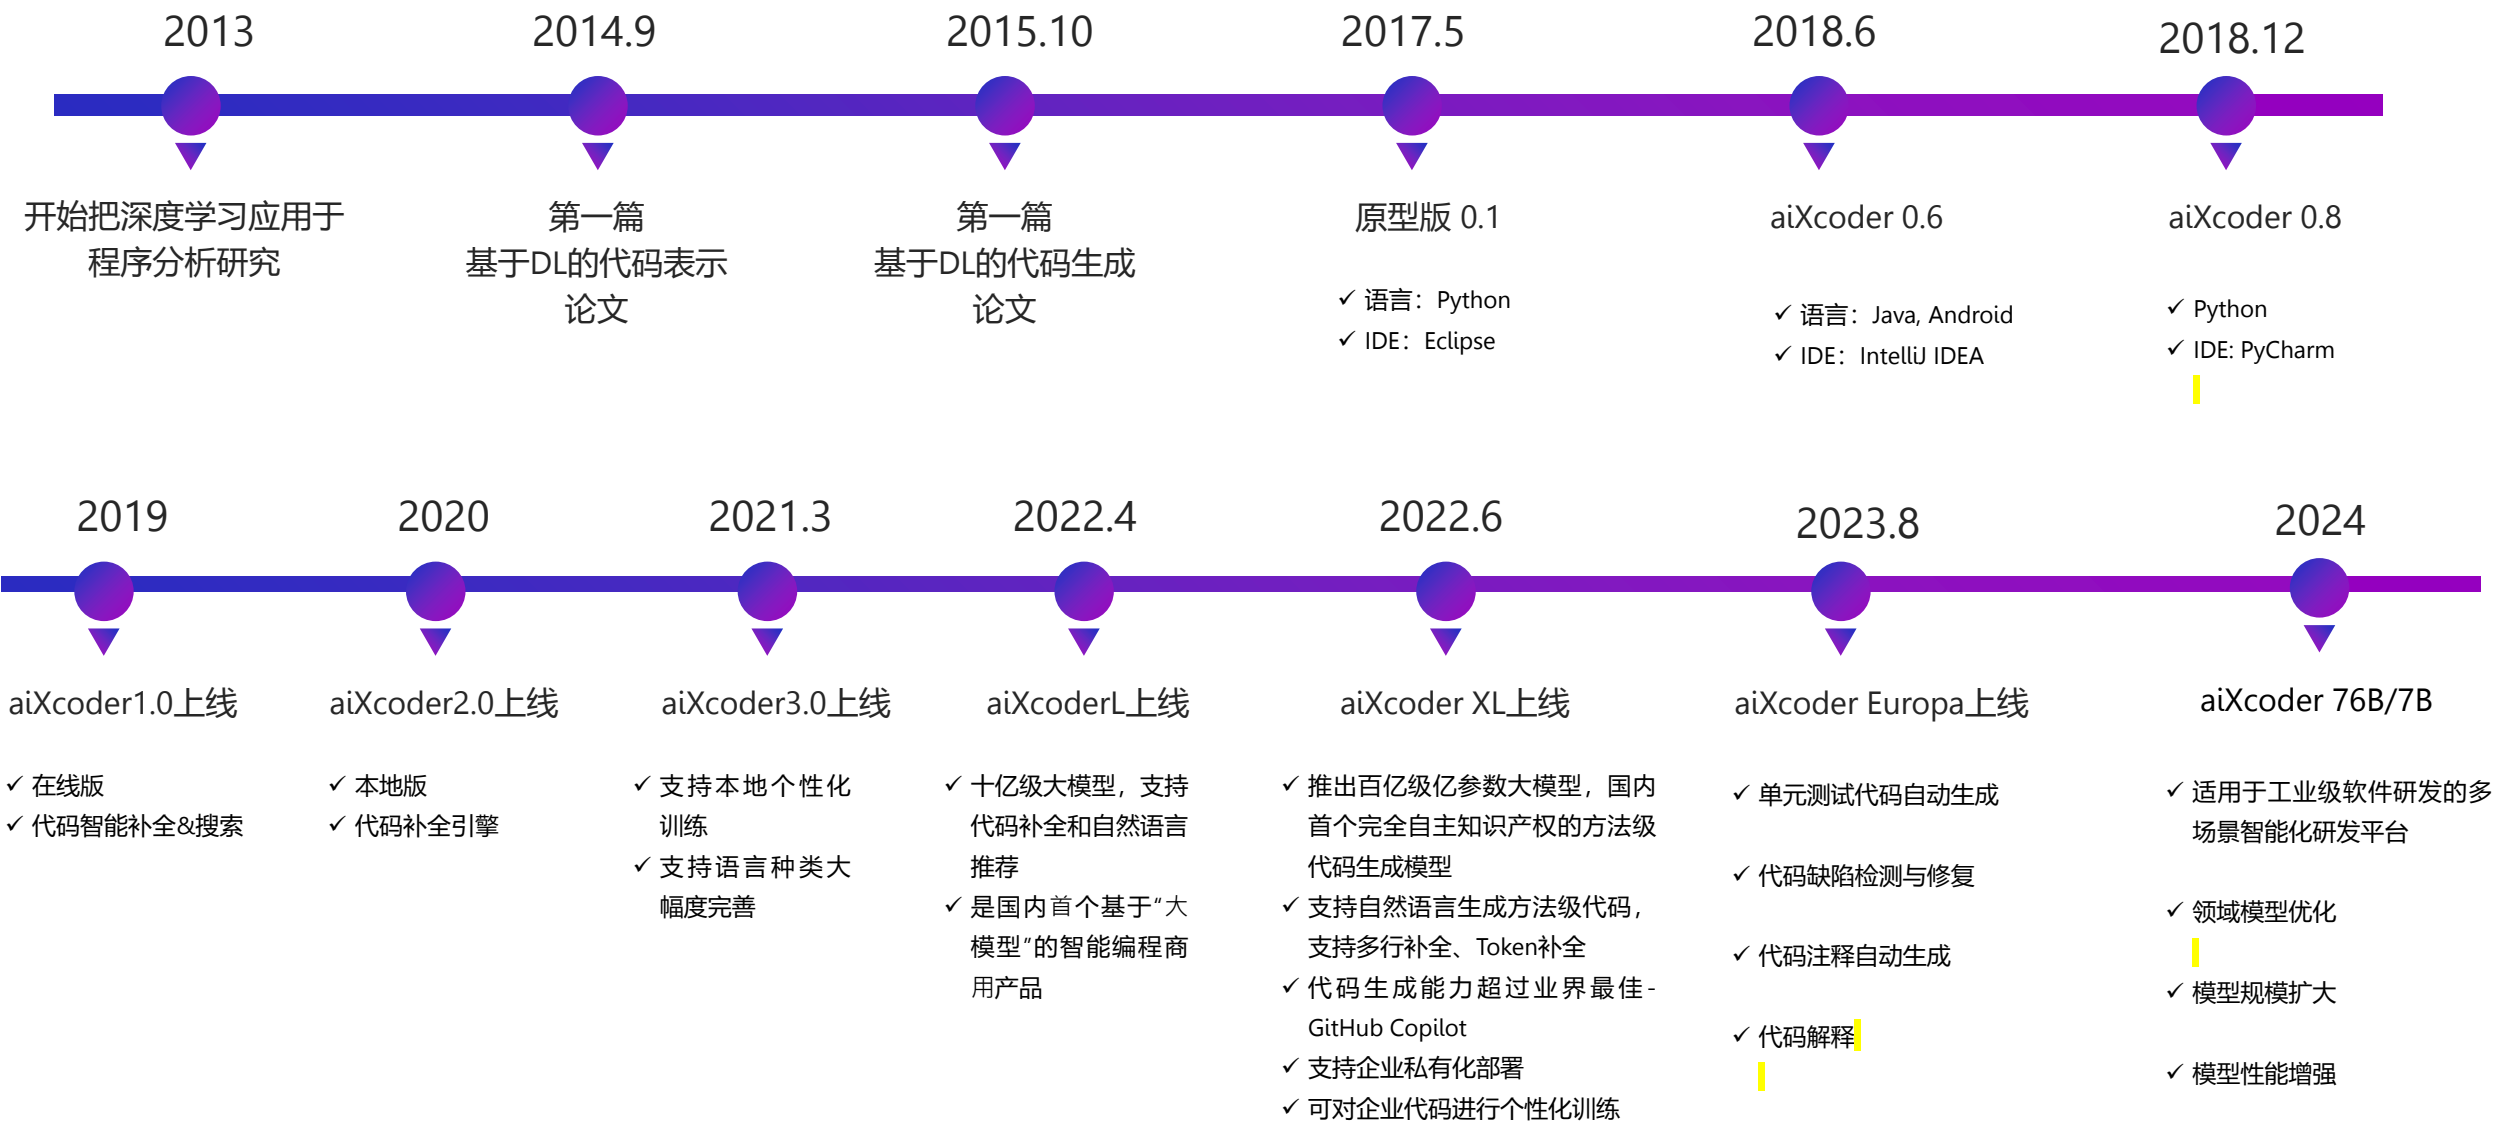 2013
开始把深度学习应用于
程序分析研究
2014.9
第一篇
基于DL的代码表示
论文
2015.10
第一篇
基于DL的代码生成
论文
2017.5
原型版 0.1
✓ 语言：Python
✓ IDE：Eclipse
2018.6
aiXcoder 0.6
✓ 语言：Java, Android
✓ IDE：IntelliJ IDEA
2018.12
aiXcoder 0.8
✓ Python
✓ IDE: PyCharm
2019
aiXcoder1.0上线
✓ 在线版
✓ 代码智能补全&搜索
2020
aiXcoder2.0上线
✓ 本地版
✓ 代码补全引擎
2021.3
aiXcoder3.0上线
✓ 支持本地个性化
训练
✓ 支持语言种类大
幅度完善
2022.4
aiXcoderL上线
✓ 十亿级大模型，支持
代码补全和自然语言
推荐
✓ 是国内首个基于“大
模型”的智能编程商
用产品
2022.6
aiXcoder XL上线
✓ 推出百亿级亿参数大模型，国内
首个完全自主知识产权的方法级
代码生成模型
✓ 支持自然语言生成方法级代码，
支持多行补全、Token补全
✓ 代码生成能力超过业界最佳-
GitHub Copilot
✓ 支持企业私有化部署
✓ 可对企业代码进行个性化训练
2023.8
aiXcoder Europa上线
✓ 单元测试代码自动生成
✓ 代码缺陷检测与修复
✓ 代码注释自动生成
✓ 代码解释
2024
aiXcoder 76B/7B
✓ 适用于工业级软件研发的多
场景智能化研发平台
✓ 领域模型优化
✓ 模型规模扩大
✓ 模型性能增强